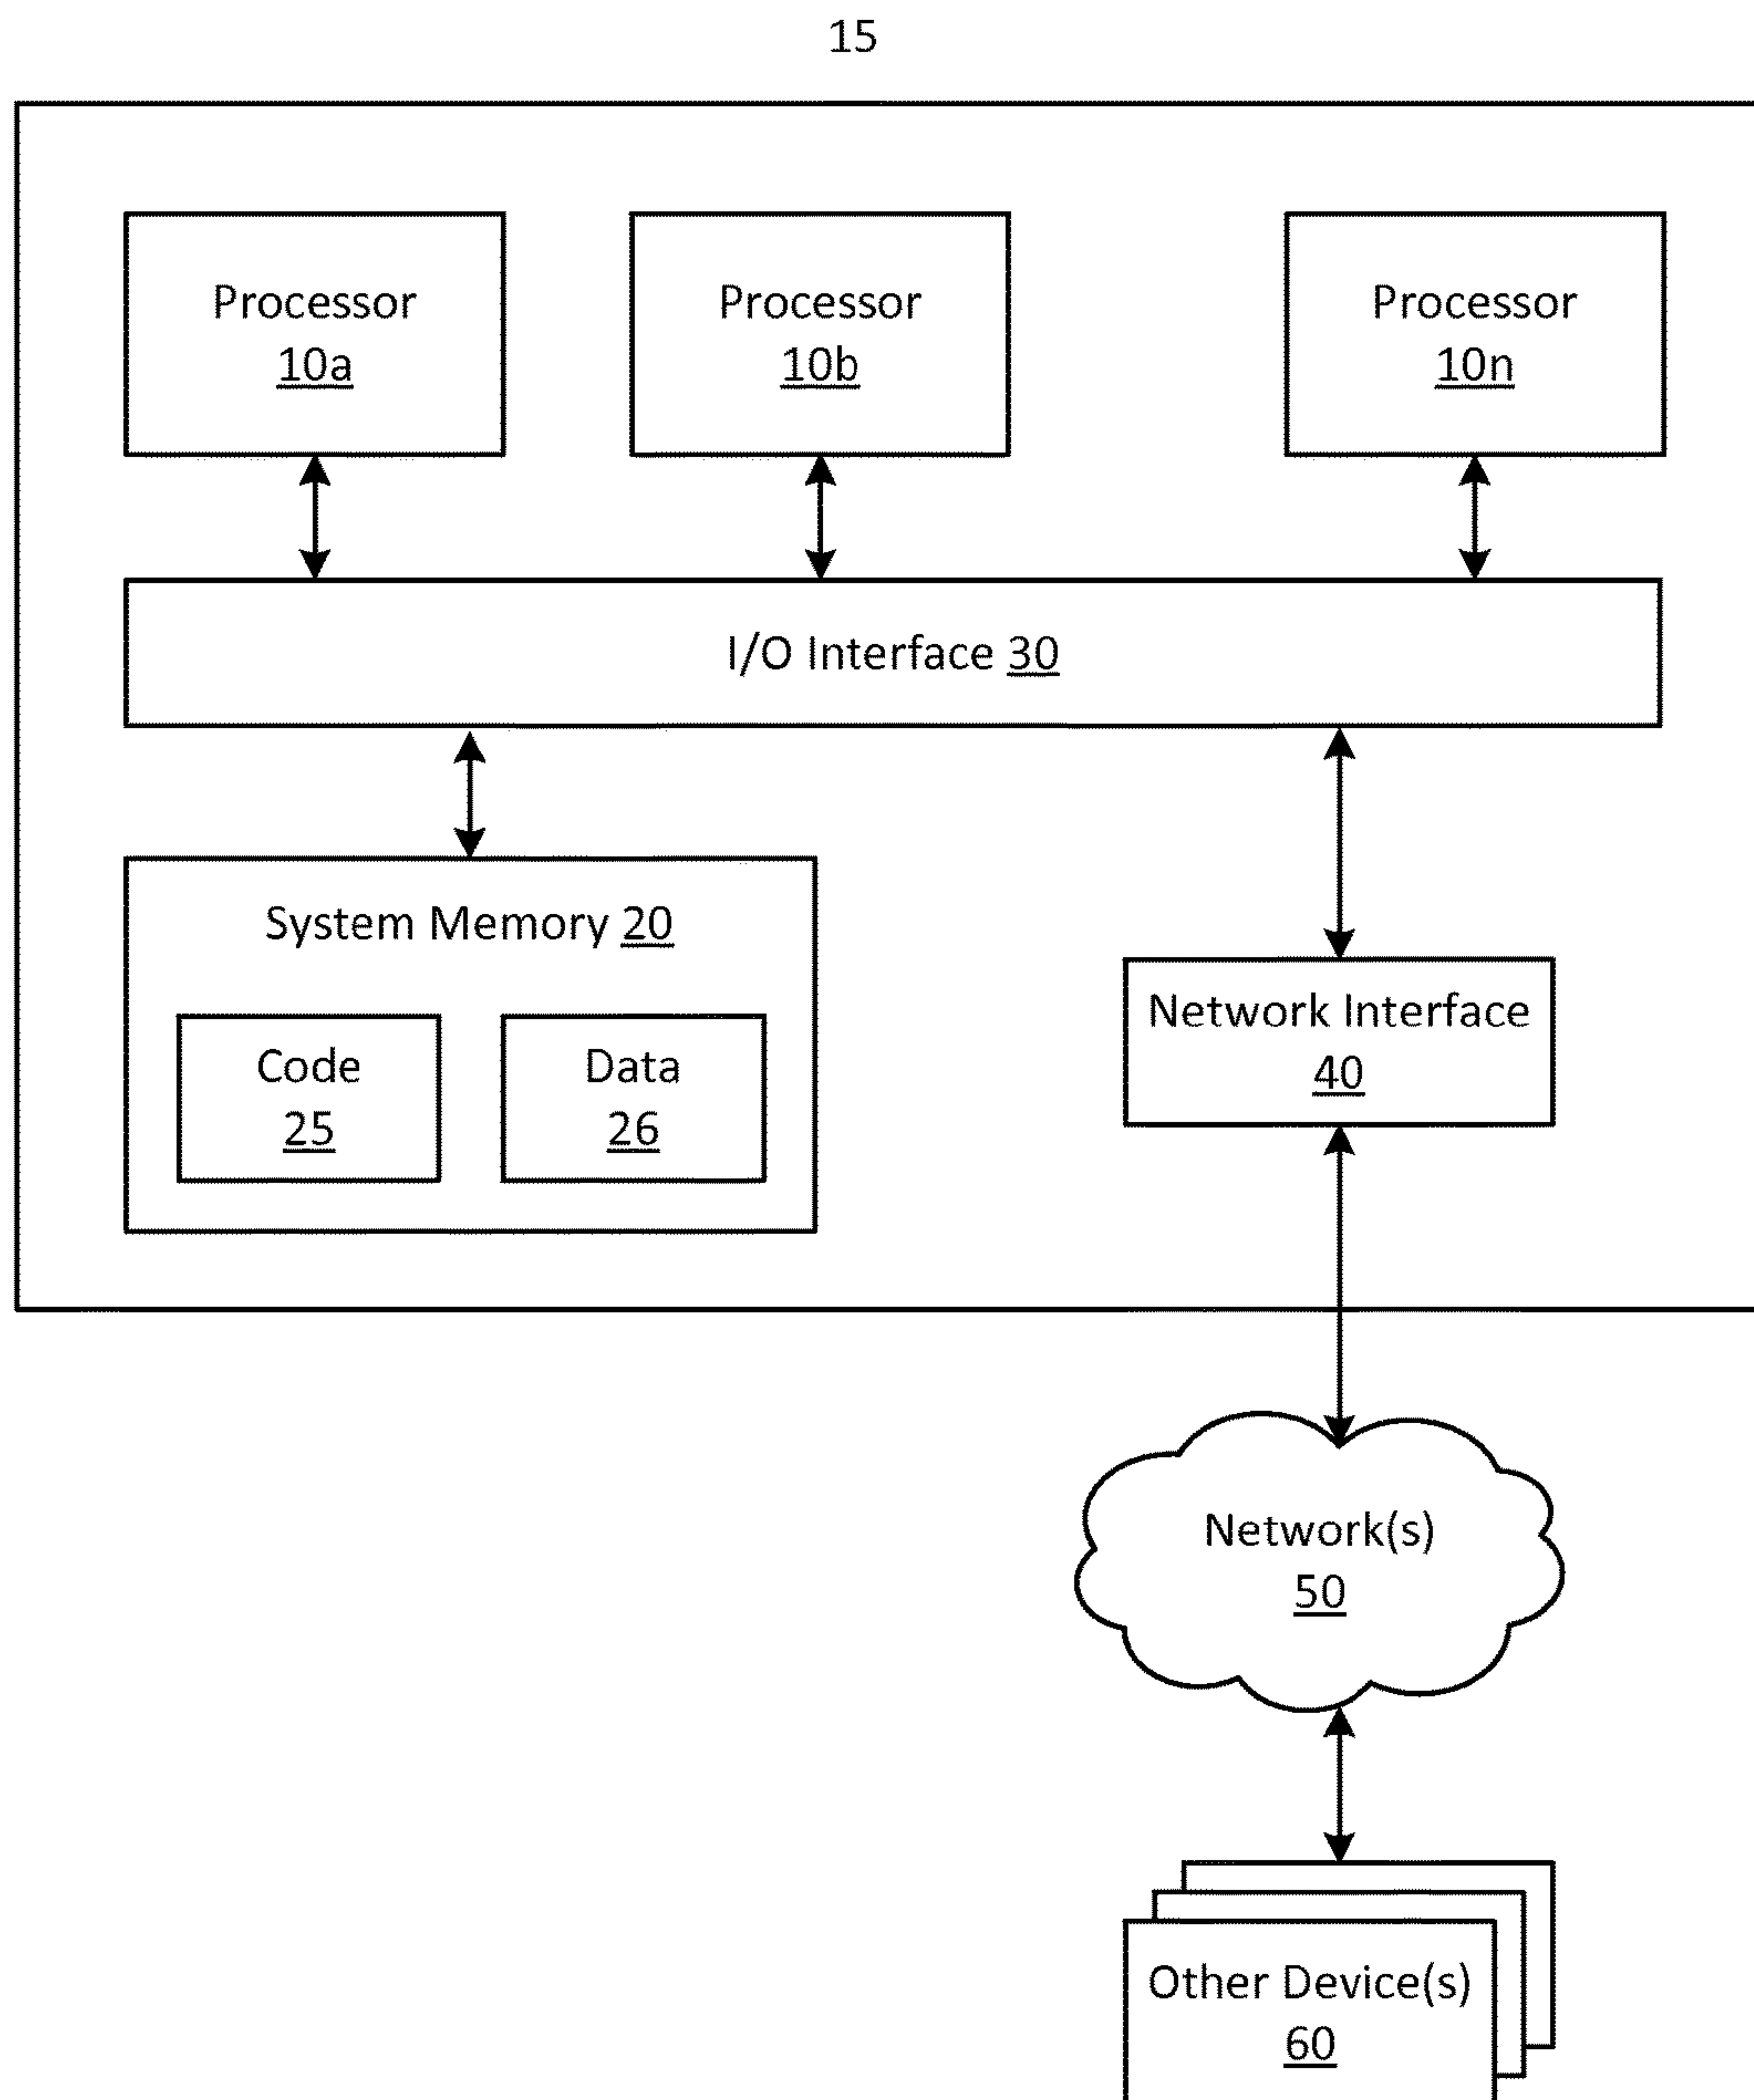 15
Processor
10a
Processor
10b
Processor
10n
I/O Interface 30
System Memory 20
Code
25
Data
26
Network Interface
40
Network(s)
50
Other Device(s)
60